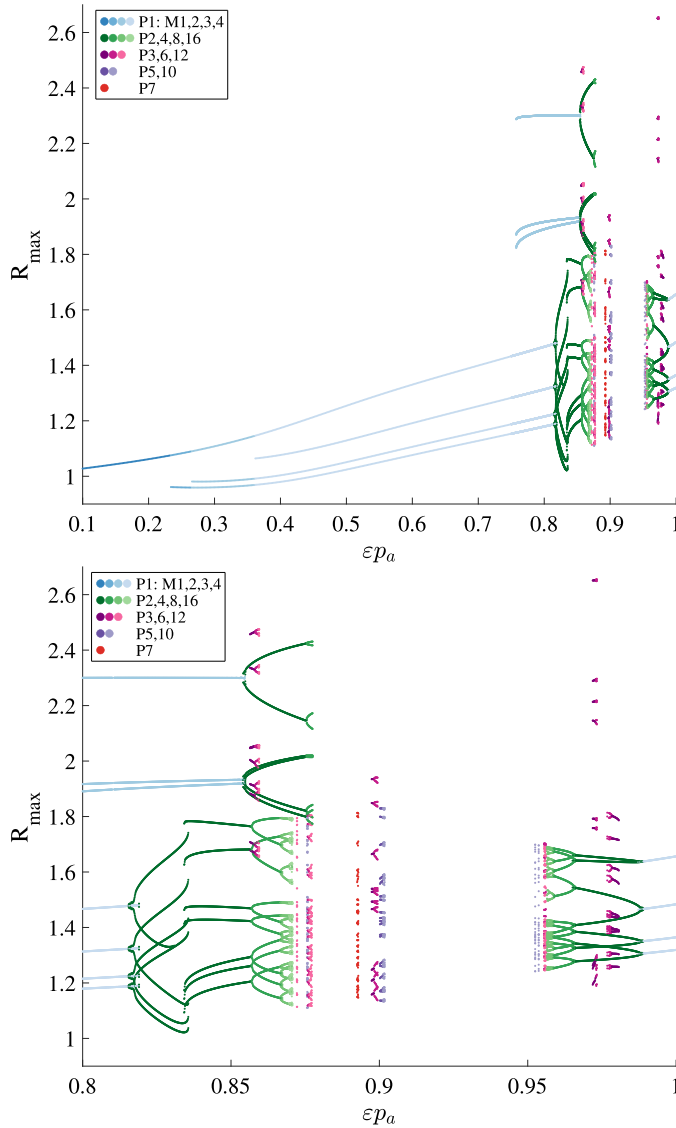 P1: M1,2,3,4
P2,4,8,16
P3,6,12
P5,10
P7
2.6
2.4
2.2
2
1.8
1.6
1.4
1.2
1
R_max
0.1
0.2
0.3
0.4
0.5
0.6
0.7
0.8
0.9
1
εp_a
P1: M1,2,3,4
P2,4,8,16
P3,6,12
P5,10
P7
2.6
2.4
2.2
2
1.8
1.6
1.4
1.2
1
R_max
0.8
0.85
0.9
0.95
1
εp_a